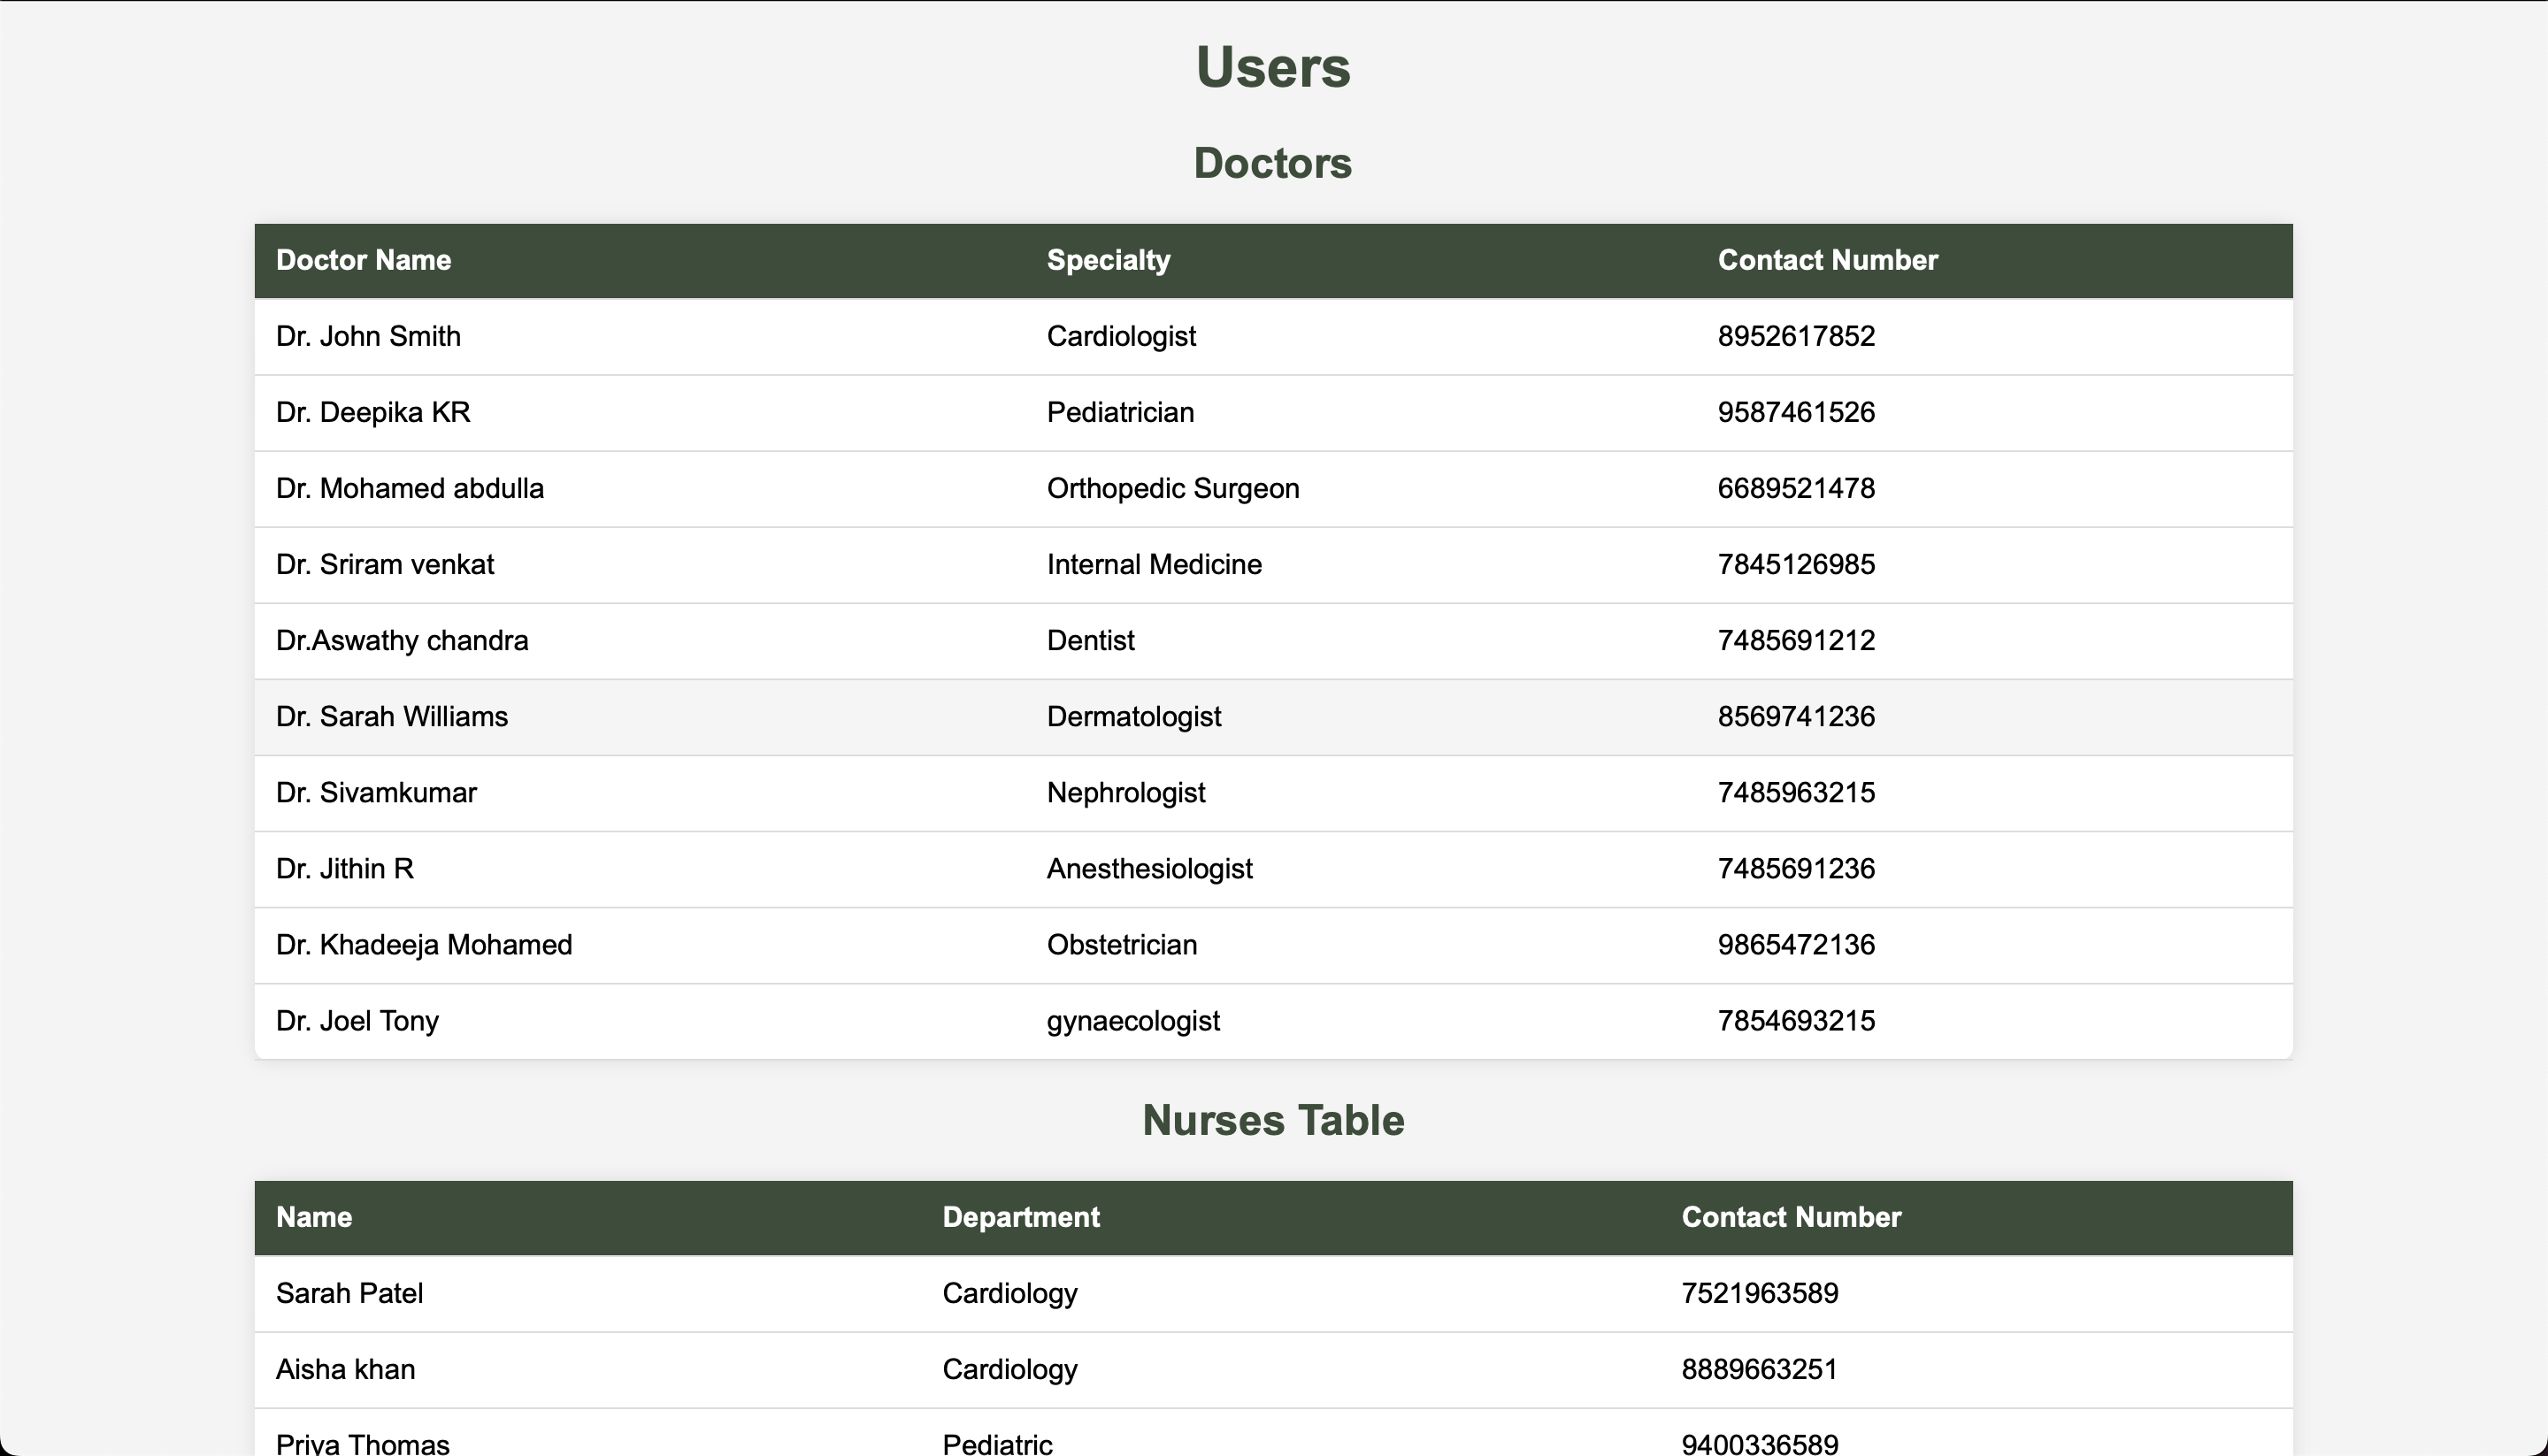 Users
Doctors
Doctor Name Specialty Contact Number
Dr. John Smith Cardiologist 8952617852
Dr. Deepika KR Pediatrician 9587461526
Dr. Mohamed abdulla Orthopedic Surgeon 6689521478
Dr. Sriram venkat Internal Medicine 7845126985
Dr.Aswathy chandra Dentist 7485691212
Dr. Sarah Williams Dermatologist 8569741236
Dr. Sivamkumar Nephrologist 7485963215
Dr. Jithin R Anesthesiologist 7485691236
Dr. Khadeeja Mohamed Obstetrician 9865472136
Dr. Joel Tony gynaecologist 7854693215
Nurses Table
Name Department Contact Number
Sarah Patel Cardiology 7521963589
Aisha khan Cardiology 8889663251
Priya Thomas Pediatric 9400336589